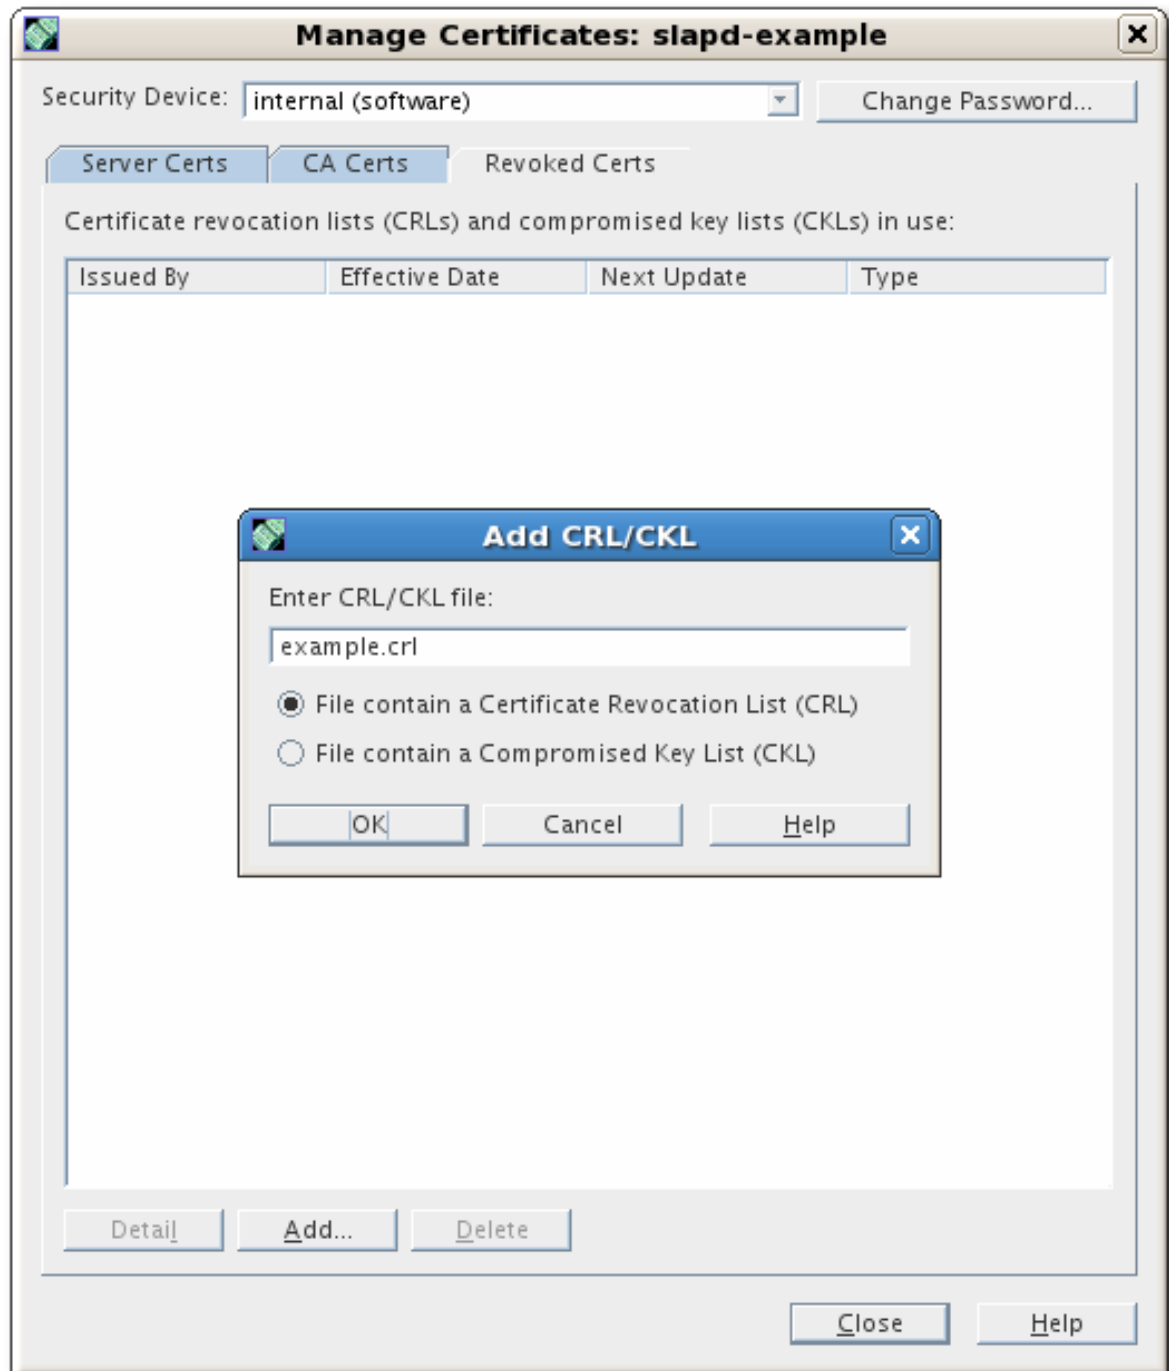 Manage Certificates: slapd-example
Security Device: internal (software) Change Password...
Server Certs CA Certs Revoked Certs
Certificate revocation lists (CRLs) and compromised key lists (CKLs) in use:
Issued By Effective Date Next Update Type
Add CRL/CKL
Enter CRL/CKL file:
example.crl
File contain a Certificate Revocation List (CRL)
File contain a Compromised Key List (CKL)
OK Cancel Help
Detail Add... Delete
Close Help